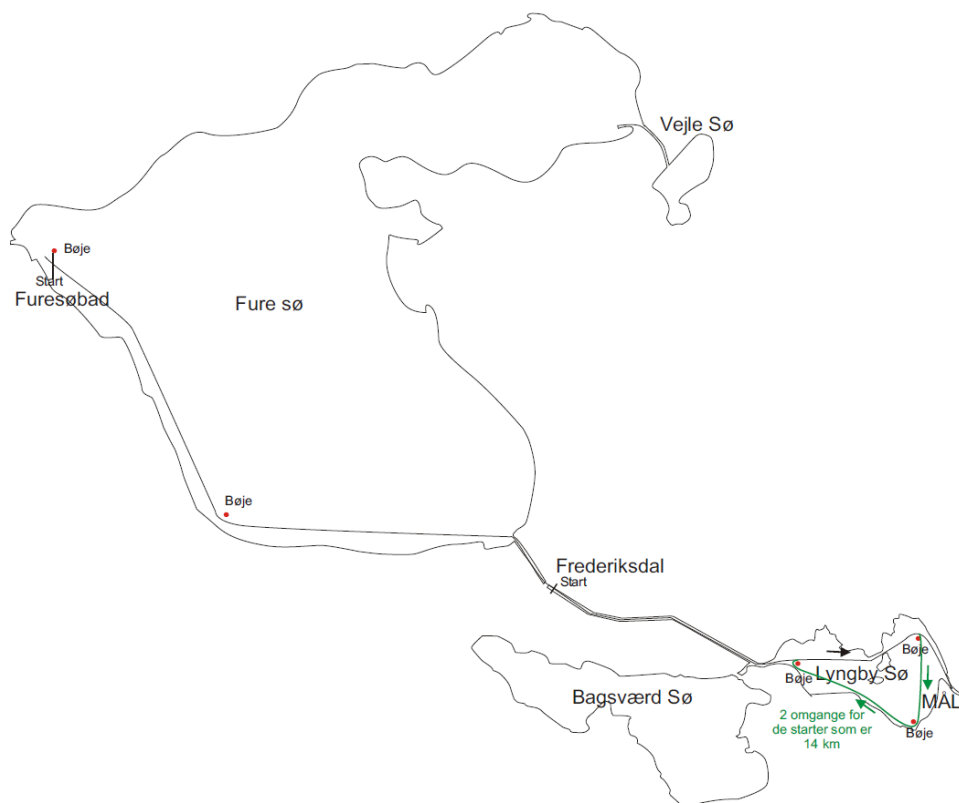 Vejle Sø
Bøje
Start
Furesøbad
Fure sø
Bøje
Frederiksdal
Start
Bøje
Lyngby Sø
Bøje
Bagsværd Sø
MÅL
2 omgange for
de starter som er
14 km
Bøje